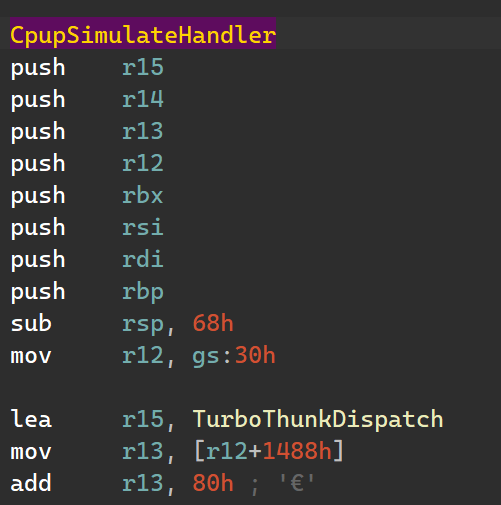 CpupSimulateHandler
push r15
push r14
push r13
push r12
push rbx
push rsi
push rdi
push rbp
sub rsp, 68h
mov r12, gs:30h
lea r15, TurboThunkDispatch
mov r13, [r12+1488h]
add r13, 80h ; '€'